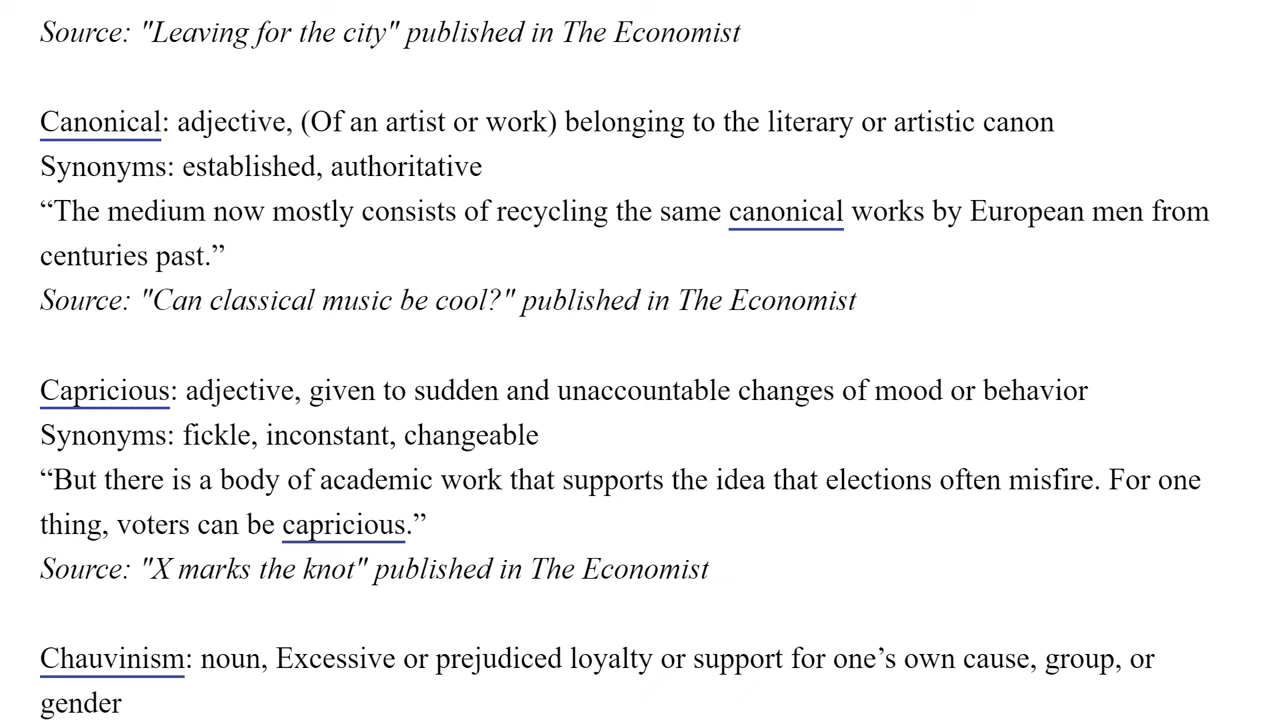 Source: "Leaving for the city" published in The Economist
Canonical: adjective, (Of an artist or work) belonging to the literary or artistic canon
Synonyms: established, authoritative
“The medium now mostly consists of recycling the same canonical works by European men from
centuries past.”
Source: "Can classical music be cool?" published in The Economist
Capricious: adjective, given to sudden and unaccountable changes of mood or behavior
Synonyms: fickle, inconstant, changeable
“But there is a body of academic work that supports the idea that elections often misfire. For one
thing, voters can be capricious.”
Source: "X marks the knot" published in The Economist
Chauvinism: noun, Excessive or prejudiced loyalty or support for one’s own cause, group, or
gender